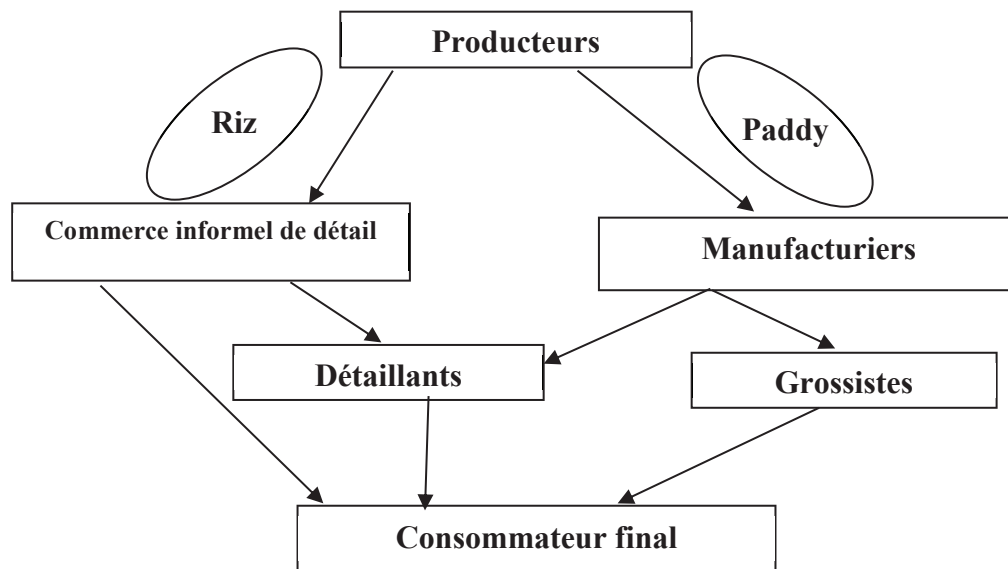 Producteurs
Riz
Paddy
Commerce informel de détail
Manufacturiers
Détaillants
Grossistes
Consommateur final